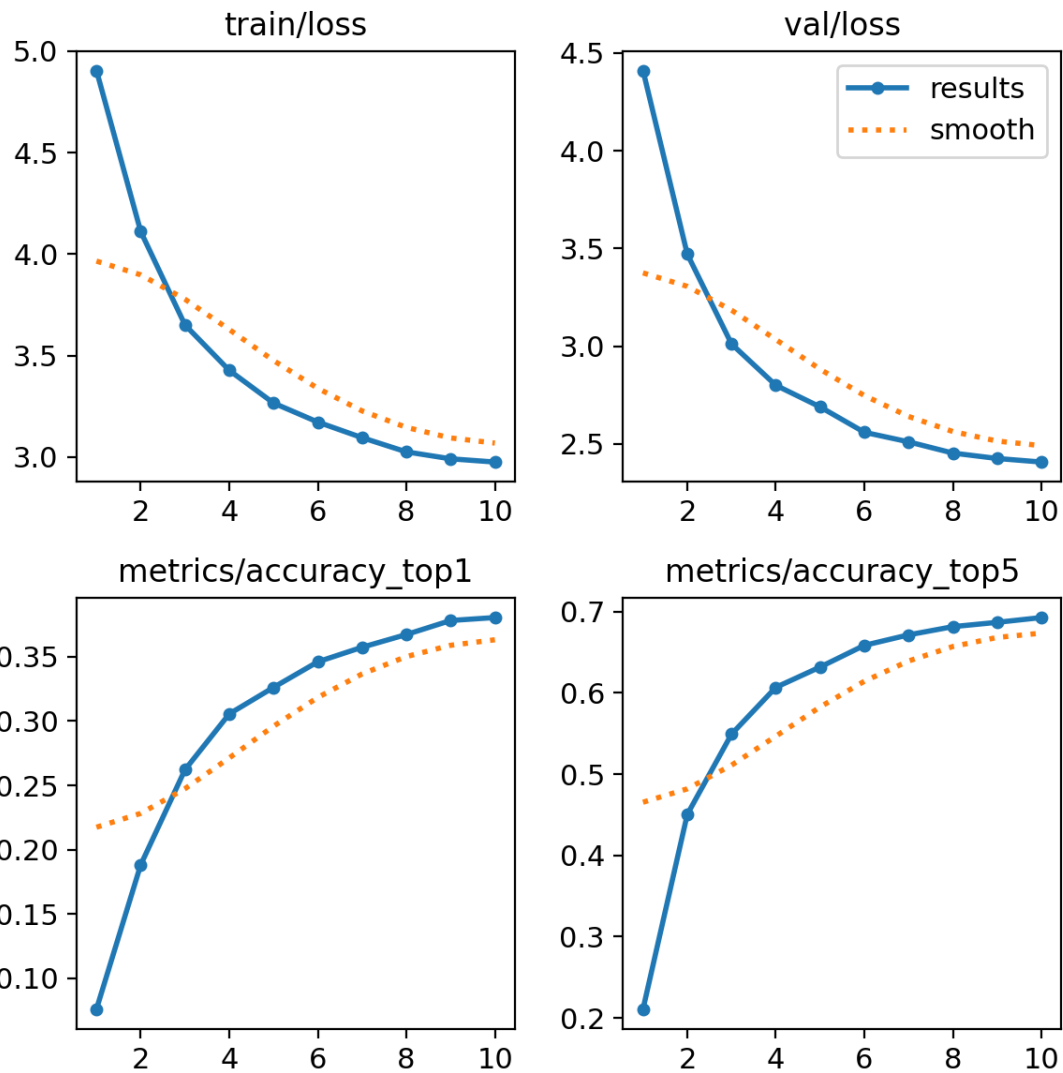 train/loss
5.0
4.5
4.0
3.5
3.0
2 4 6 8 10
val/loss
results
smooth
4.5
4.0
3.5
3.0
2.5
2 4 6 8 10
metrics/accuracy_top1
0.35
0.30
0.25
0.20
0.15
0.10
2 4 6 8 10
metrics/accuracy_top5
0.7
0.6
0.5
0.4
0.3
0.2
2 4 6 8 10